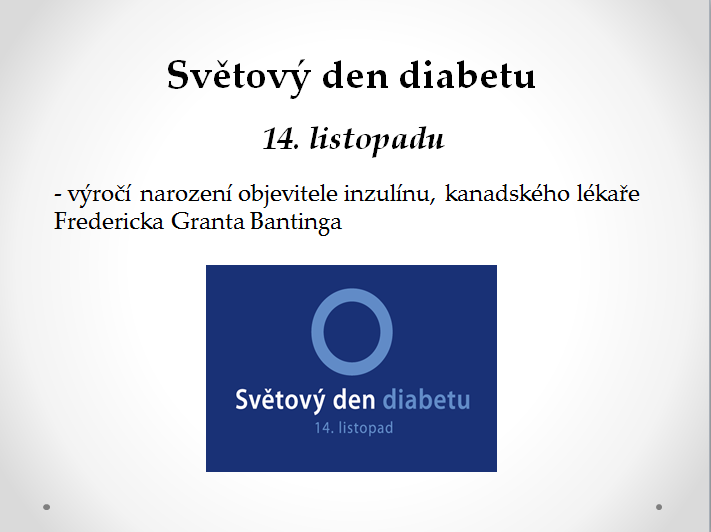 Světový den diabetu
14. listopadu
- výročí narození objevitele inzulínu, kanadského lékaře
Fredericka Granta Bantinga
Světový den diabetu
14. listopad